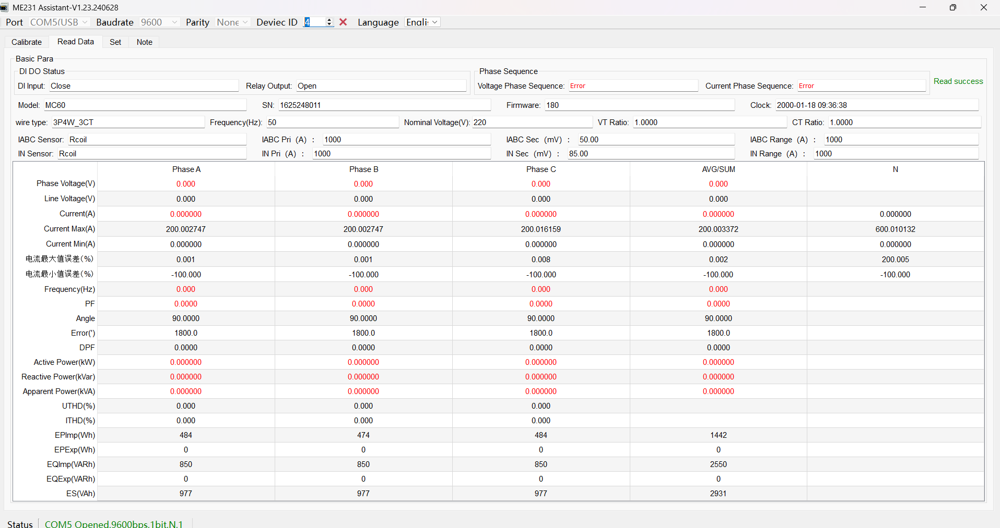 ME231 Assistant-V1.23.240628
Port COM5(USB Baudrate 9600 Parity None Deviec ID 4 Language Englis
Calibrate Read Data Set Note
Basic Para
DI DO Status Phase Sequence
DI Input: Close Relay Output: Open Voltage Phase Sequence: Error Current Phase Sequence: Error Read success
Model: MC60 SN: 1625248011 Firmware: 180 Clock: 2000-01-18 09:36:38
wire type: 3P4W_3CT Frequency(Hz): 50 Nominal Voltage(V): 220 VT Ratio: 1.0000 CT Ratio: 1.0000
IABC Sensor: Rcoil IABC Pri (A) : 1000 IABC Sec (mV) : 50.00 IABC Range (A) : 1000
IN Sensor: Rcoil IN Pri (A) : 1000 IN Sec (mV) : 85.00 IN Range (A) : 1000
Phase A Phase B Phase C AVG/SUM N
Phase Voltage(V) 0.000 0.000 0.000 0.000
Line Voltage(V) 0.000 0.000 0.000 0.000
Current(A) 0.000000 0.000000 0.000000 0.000000 0.000000
Current Max(A) 200.002747 200.002747 200.016159 200.003372 600.010132
Current Min(A) 0.000000 0.000000 0.000000 0.000000 0.000000
电流最大值误差(%) 0.001 0.001 0.008 0.002 200.005
电流最小值误差(%) -100.000 -100.000 -100.000 -100.000 -100.000
Frequency(Hz) 0.000 0.000 0.000 0.000
PF 0.0000 0.0000 0.0000 0.0000
Angle 90.0000 90.0000 90.0000 90.0000
Error(') 1800.0 1800.0 1800.0 1800.0
DPF 0.0000 0.0000 0.0000 0.0000
Active Power(kW) 0.000000 0.000000 0.000000 0.000000
Reactive Power(kVar) 0.000000 0.000000 0.000000 0.000000
Apparent Power(kVA) 0.000000 0.000000 0.000000 0.000000
UTHD(%) 0.000 0.000 0.000
ITHD(%) 0.000 0.000 0.000
EPImp(Wh) 484 474 484 1442
EPExp(Wh) 0 0 0 0
EQImp(VARh) 850 850 850 2550
EQExp(VARh) 0 0 0 0
ES(VAh) 977 977 977 2931
Status COM5 Opened,9600bps,1bit,N,1